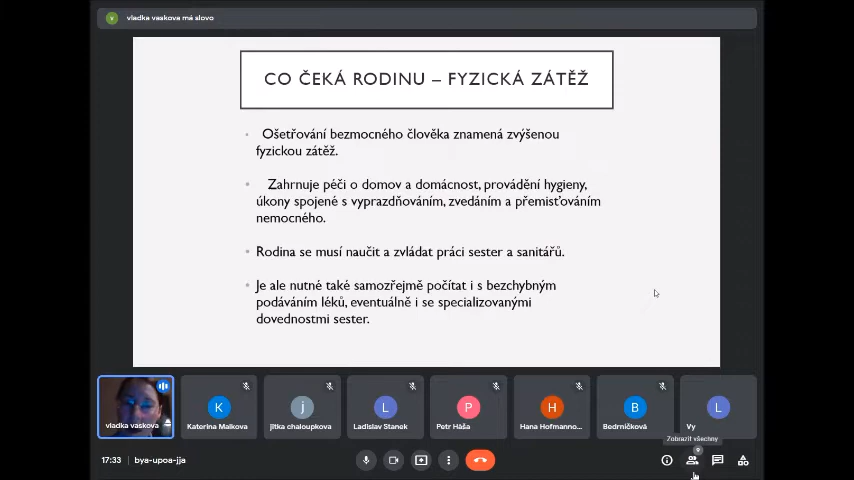 v
vladka vaskova má slovo
CO ČEKÁ RODINU – FYZICKÁ ZÁTĚŽ
• Ošetřování bezmocného člověka znamená zvýšenou
fyzickou zátěž.
• Zahrnuje péči o domov a domácnost, provádění hygieny,
úkony spojené s vyprazdňováním, zvedáním a přemisťováním
nemocného.
• Rodina se musí naučit a zvládat práci sester a sanitářů.
• Je ale nutné také samozřejmě počítat i s bezchybným
podáváním léků, eventuálně i se specializovanými
dovednostmi sester.
K
j
L
P
H
B
L
vladka vaskova
Katerina Malkova
jitka chaloupkova
Ladislav Stanek
Petr Háša
Hana Hofmanno...
Bedrníčková
Vy
Zobrazit všechny
17:33 | bya-upoa-jja
9